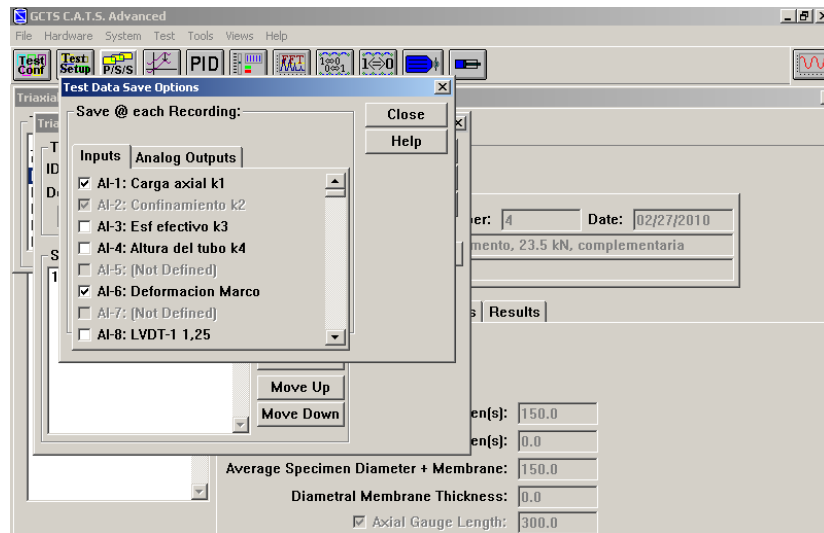 GCTS C.A.T.S. Advanced
File Hardware System Test Tools Views Help
Test Conf
Test Setup
P/S/S
PID
Test Data Save Options
Save @ each Recording:
Close
Help
Inputs Analog Outputs
AI-1: Carga axial k1
AI-2: Confinamiento k2
AI-3: Esf efectivo k3
AI-4: Altura del tubo k4
AI-5: (Not Defined)
AI-6: Deformacion Marco
AI-7: (Not Defined)
AI-8: LVDT-1 1,25
Triaxial
Tria
T
ID
D
S
1
Move Up
Move Down
er: 4 Date: 02/27/2010
mento, 23.5 kN, complementaria
s Results
en(s): 150.0
en(s): 0.0
Average Specimen Diameter + Membrane: 150.0
Diametral Membrane Thickness: 0.0
Axial Gauge Length: 300.0